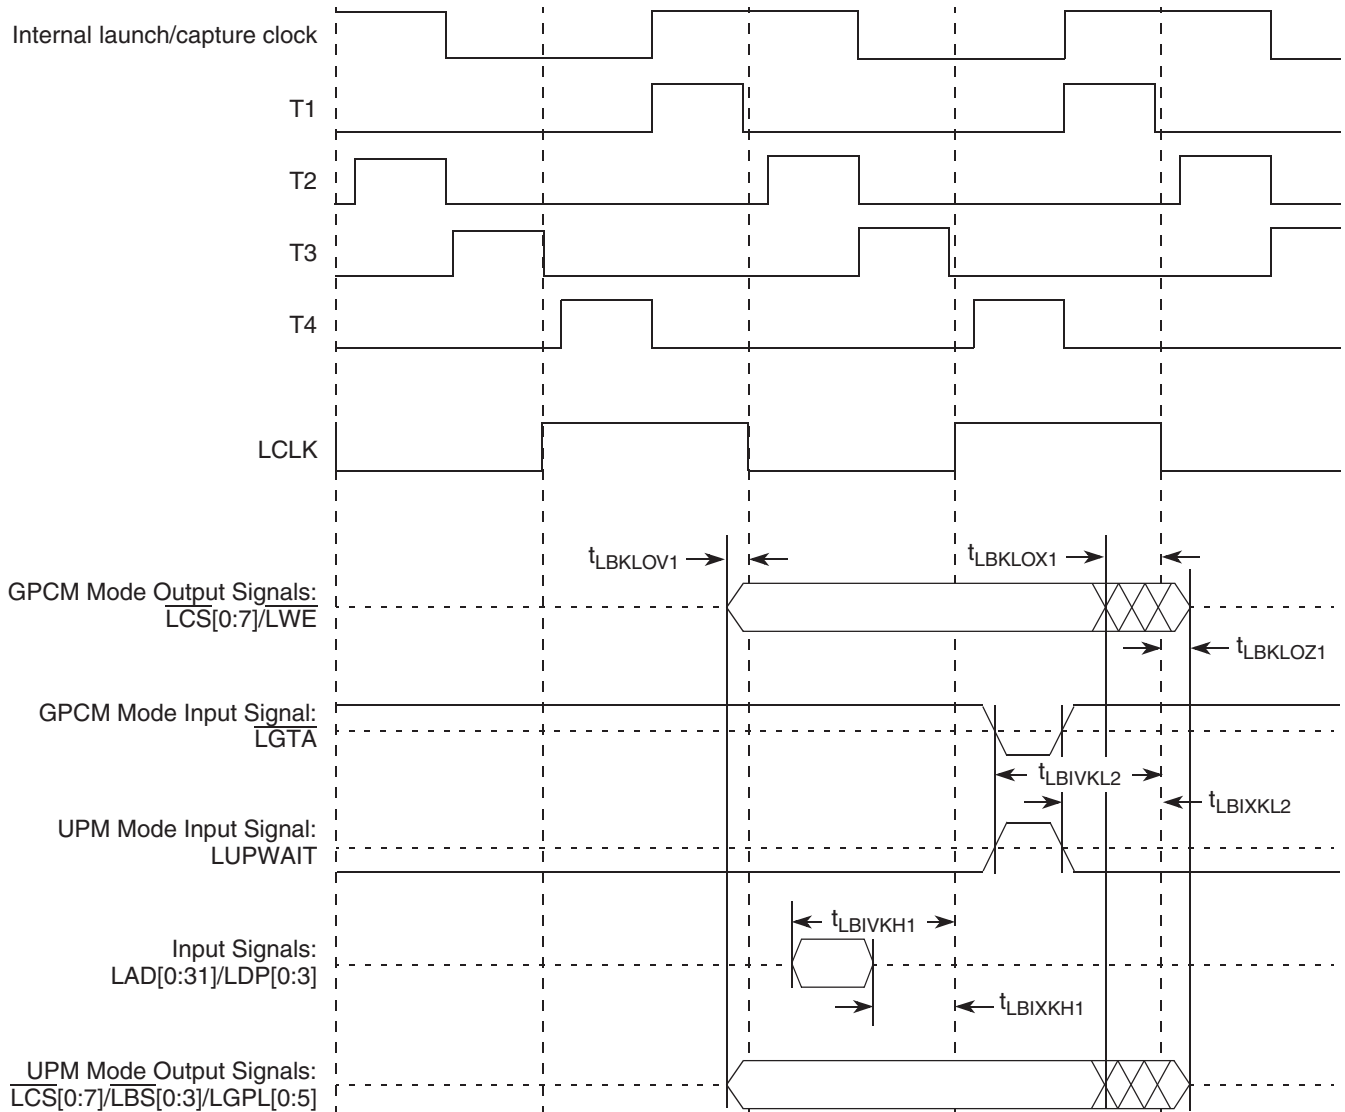 Internal launch/capture clock
T1
T2
T3
T4
LCLK
tLBKLOV1
tLBKLOX1
GPCM Mode Output Signals:
LCS[0:7]/LWE
tLBKLOZ1
GPCM Mode Input Signal:
LGTA
tLBIVKL2
tLBIXKL2
UPM Mode Input Signal:
LUPWAIT
tLBIVKH1
Input Signals:
LAD[0:31]/LDP[0:3]
tLBIXKH1
UPM Mode Output Signals:
LCS[0:7]/LBS[0:3]/LGPL[0:5]